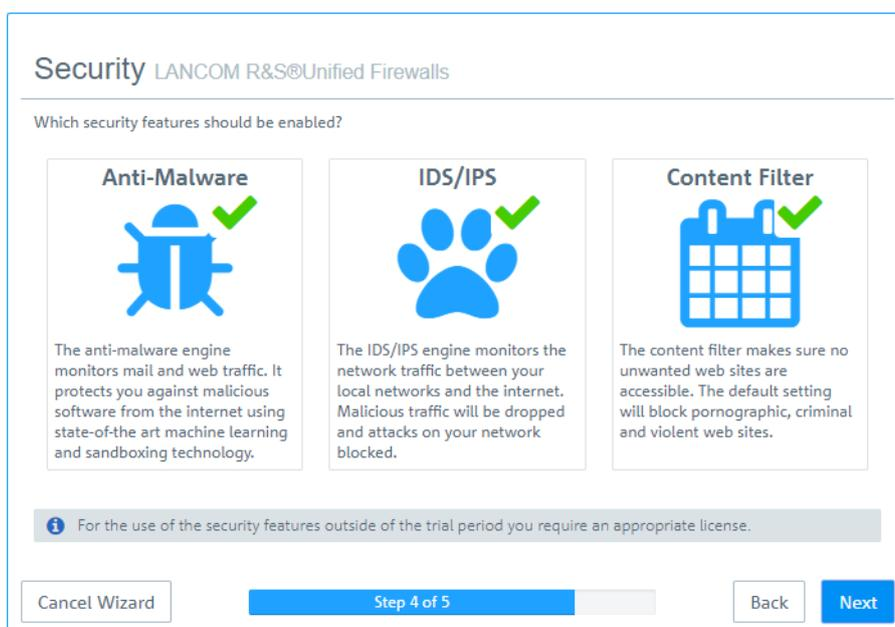 Security LANCOM R&S®Unified Firewalls
Which security features should be enabled?
Anti-Malware
The anti-malware engine
monitors mail and web traffic. It
protects you against malicious
software from the internet using
state-of-the art machine learning
and sandboxing technology.
IDS/IPS
The IDS/IPS engine monitors the
network traffic between your
local networks and the internet.
Malicious traffic will be dropped
and attacks on your network
blocked.
Content Filter
The content filter makes sure no
unwanted web sites are
accessible. The default setting
will block pornographic, criminal
and violent web sites.
For the use of the security features outside of the trial period you require an appropriate license.
Cancel Wizard
Step 4 of 5
Back
Next